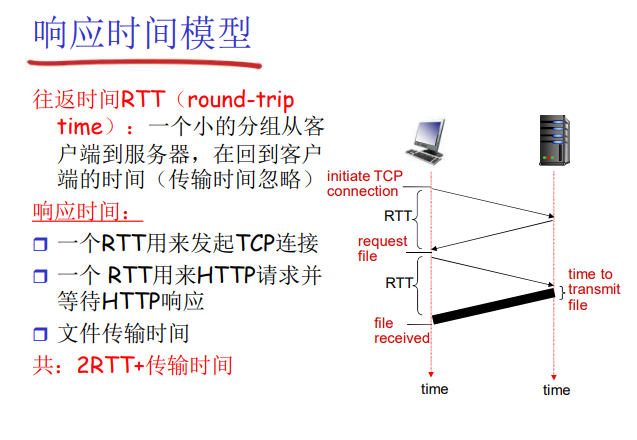 响应时间模型
往返时间RTT（round-trip
time）：一个小的分组从客
户端到服务器，在回到客户
端的时间（传输时间忽略）
响应时间：
一个RTT用来发起TCP连接
一个 RTT用来HTTP请求并
等待HTTP响应
文件传输时间
共：2RTT+传输时间
initiate TCP
connection
RTT
request
file
RTT
file
received
time to
transmit
file
time
time